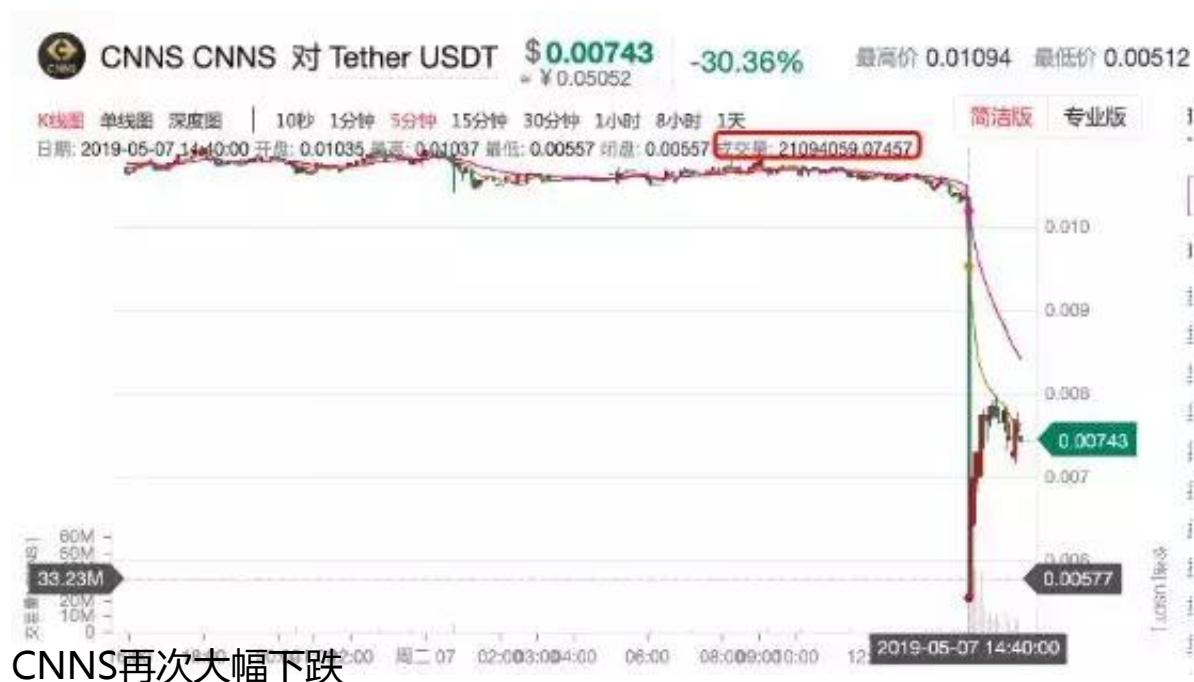 CNNS CNNS 对 Tether USDT $0.00743 -30.36% 最高价 0.01094 最低价 0.00512
≈ ¥0.05052
K线图 单线图 深度图 | 10秒 1分钟 5分钟 15分钟 30分钟 1小时 8小时 1天 简洁版 专业版
日期: 2019-05-07 14:40:00 开盘: 0.01035 最高: 0.01037 最低: 0.00557 闭盘: 0.00557 成交量: 21094059.07457
0.010
0.009
0.008
0.00743
0.007
0.006
60M
50M
33.23M 0.00577
20M
10M
0
周二 07 02:00 03:00 04:00 06:00 08:00 09:00 10:00 2019-05-07 14:40:00
CNNS再次大幅下跌